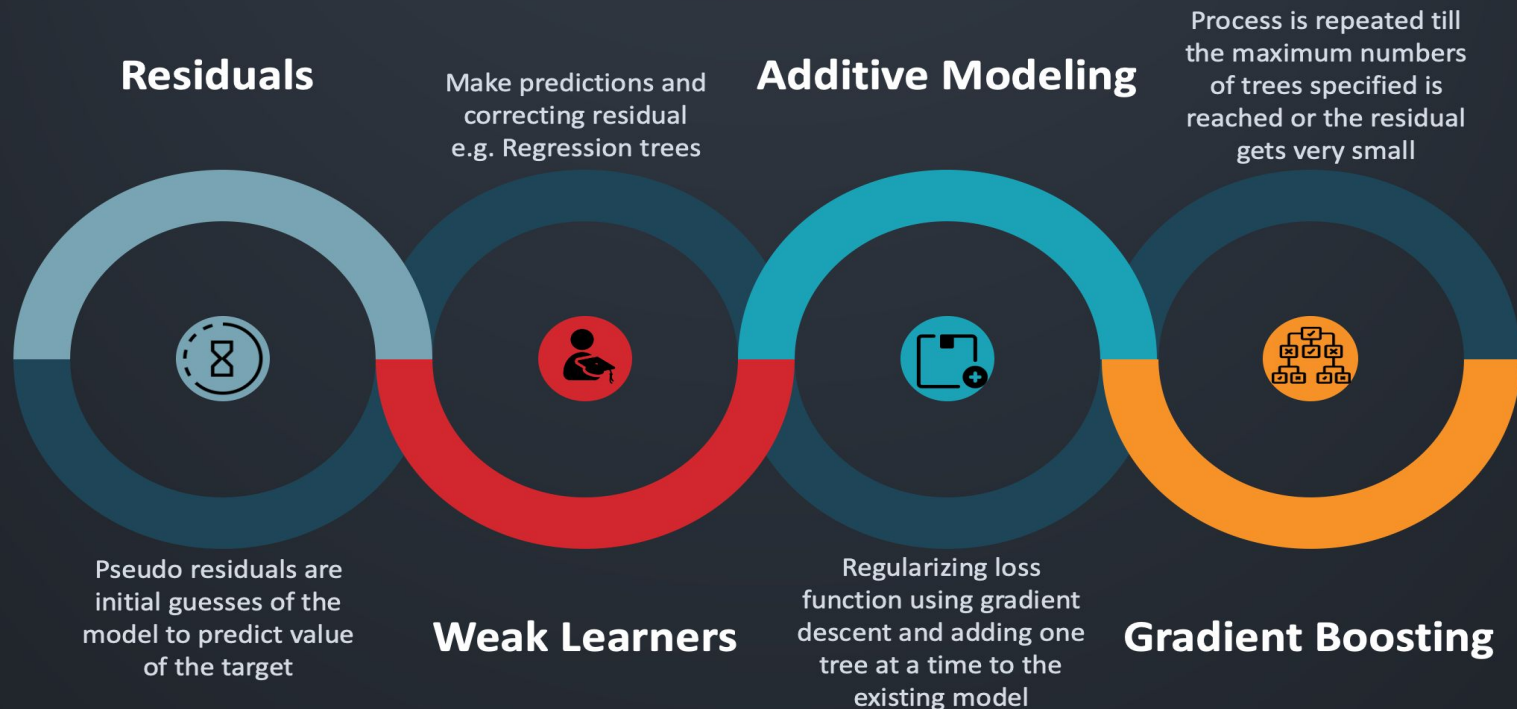 Residuals
Pseudo residuals are
initial guesses of the
model to predict value
of the target
Make predictions and
correcting residual
e.g. Regression trees
Weak Learners
Additive Modeling
Regularizing loss
function using gradient
descent and adding one
tree at a time to the
existing model
Process is repeated till
the maximum numbers
of trees specified is
reached or the residual
gets very small
Gradient Boosting